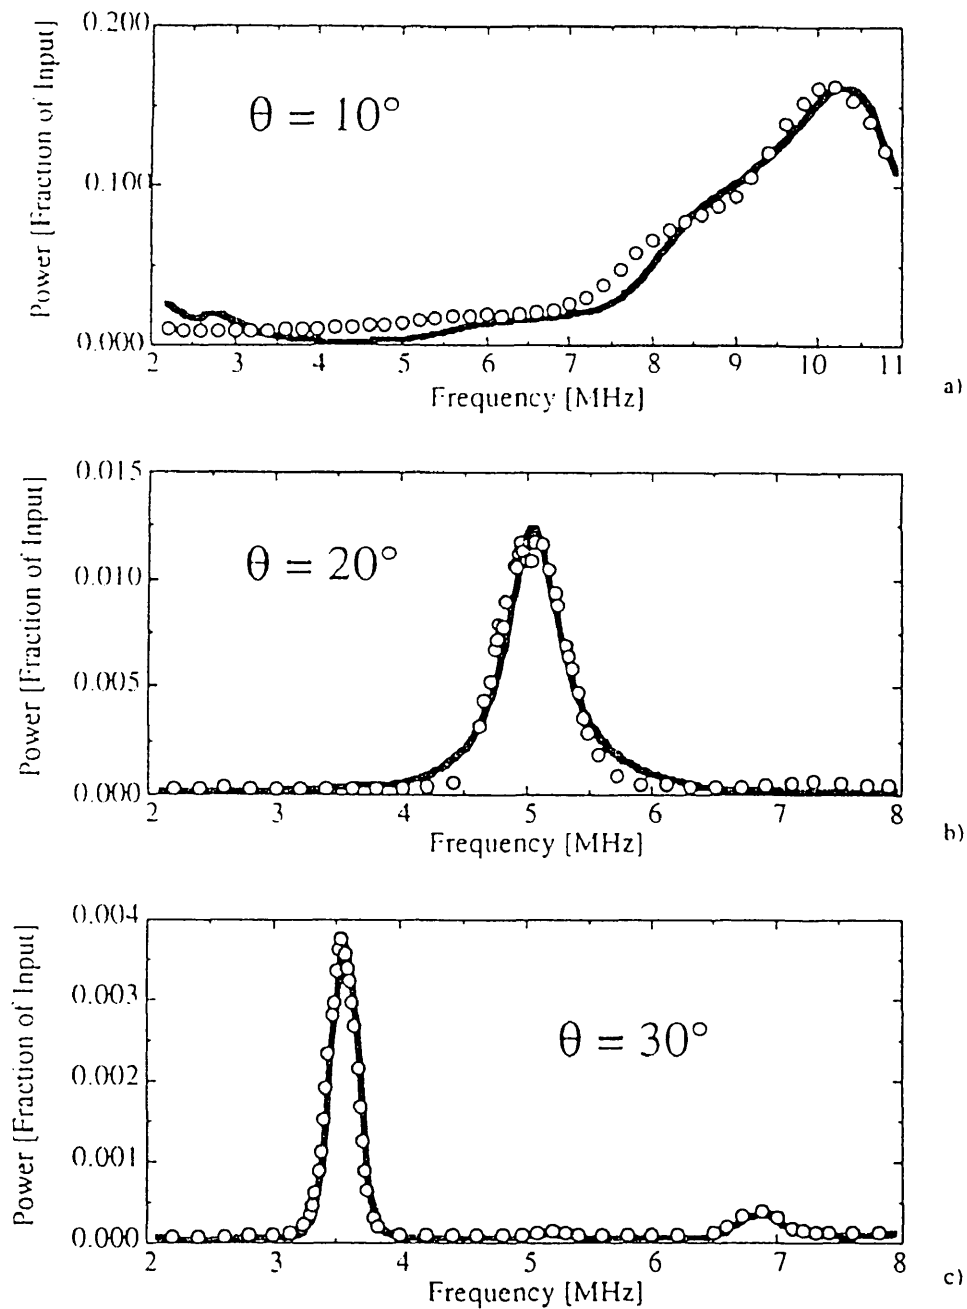 0.200
0.100
0.000
Power [Fraction of Input]
θ = 10°
2 3 4 5 6 7 8 9 10 11
Frequency [MHz]
a)
0.015
0.010
0.005
0.000
Power [Fraction of Input]
θ = 20°
2 3 4 5 6 7 8
Frequency [MHz]
b)
0.004
0.003
0.002
0.001
0.000
Power [Fraction of Input]
θ = 30°
2 3 4 5 6 7 8
Frequency [MHz]
c)